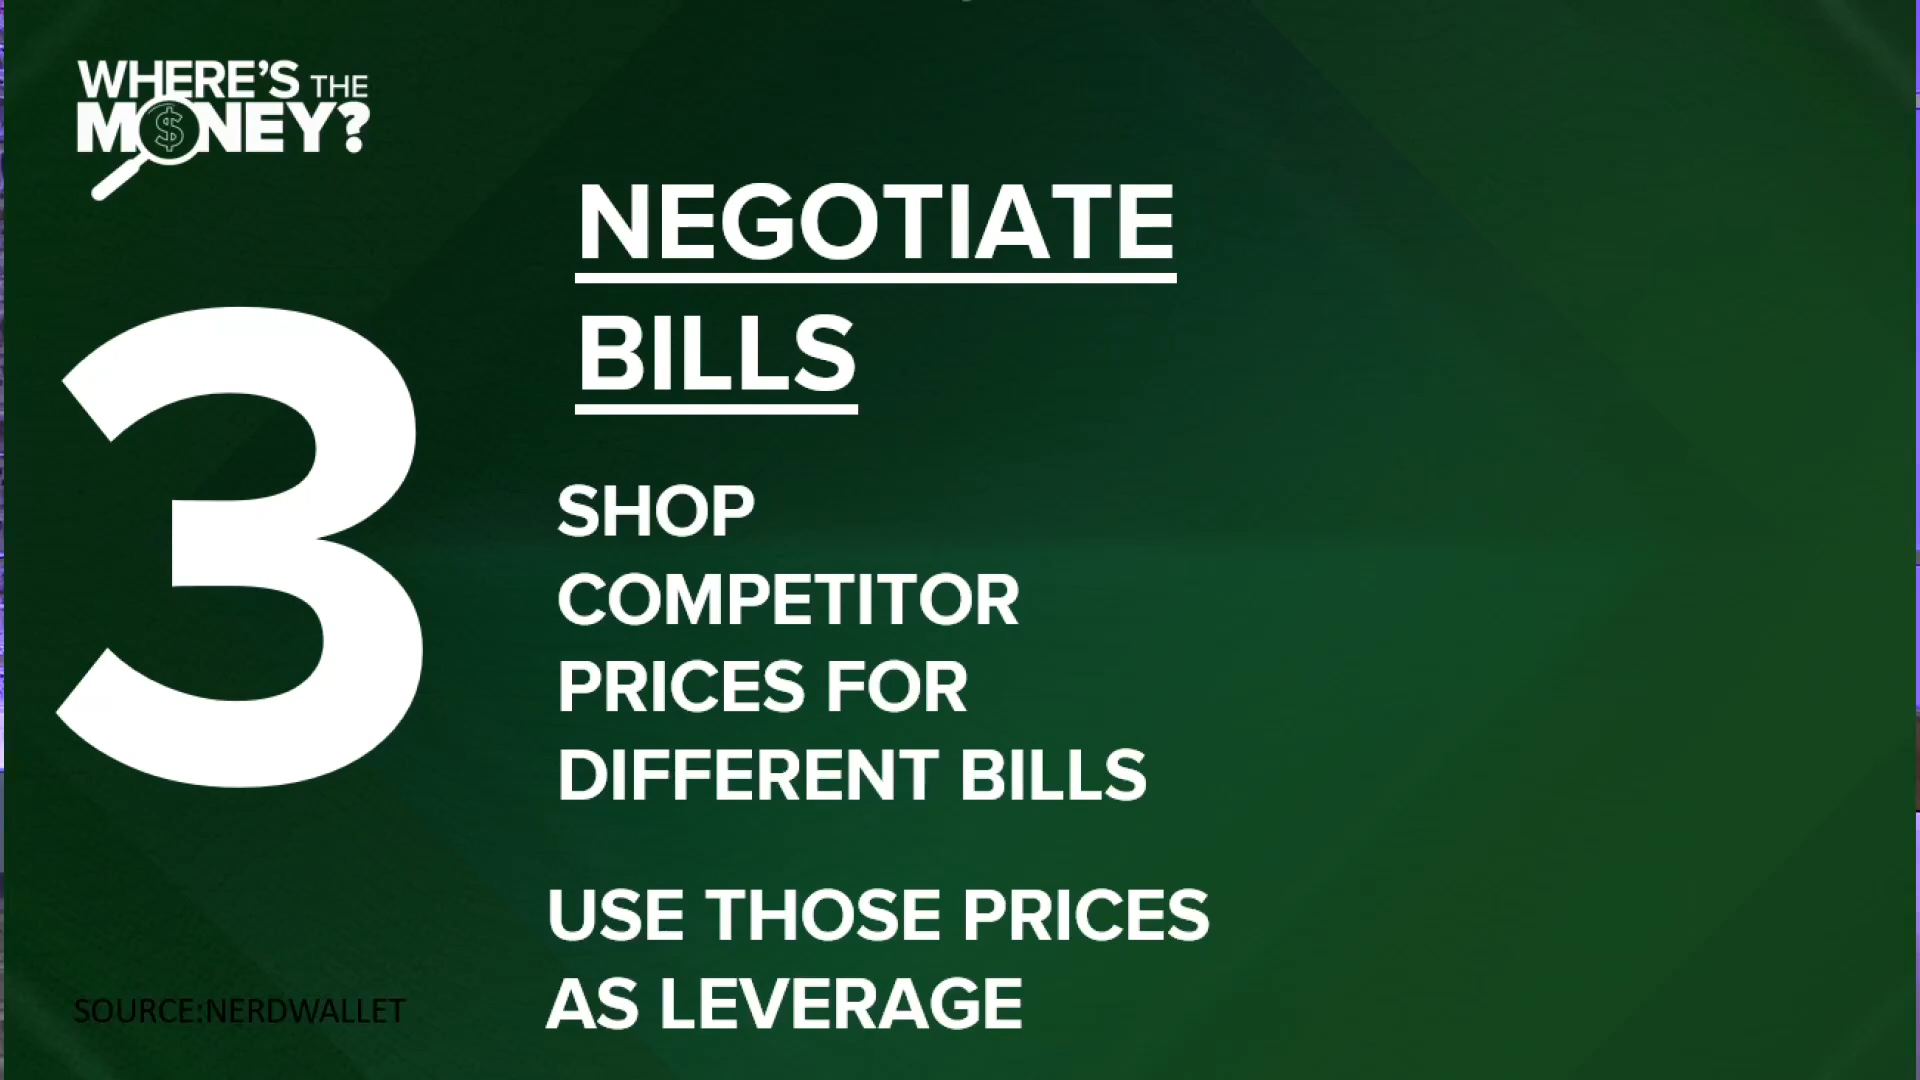 WHERE'S THE
MONEY?
3
NEGOTIATE
BILLS
SHOP
COMPETITOR
PRICES FOR
DIFFERENT BILLS
USE THOSE PRICES
AS LEVERAGE
SOURCE:NERDWALLET